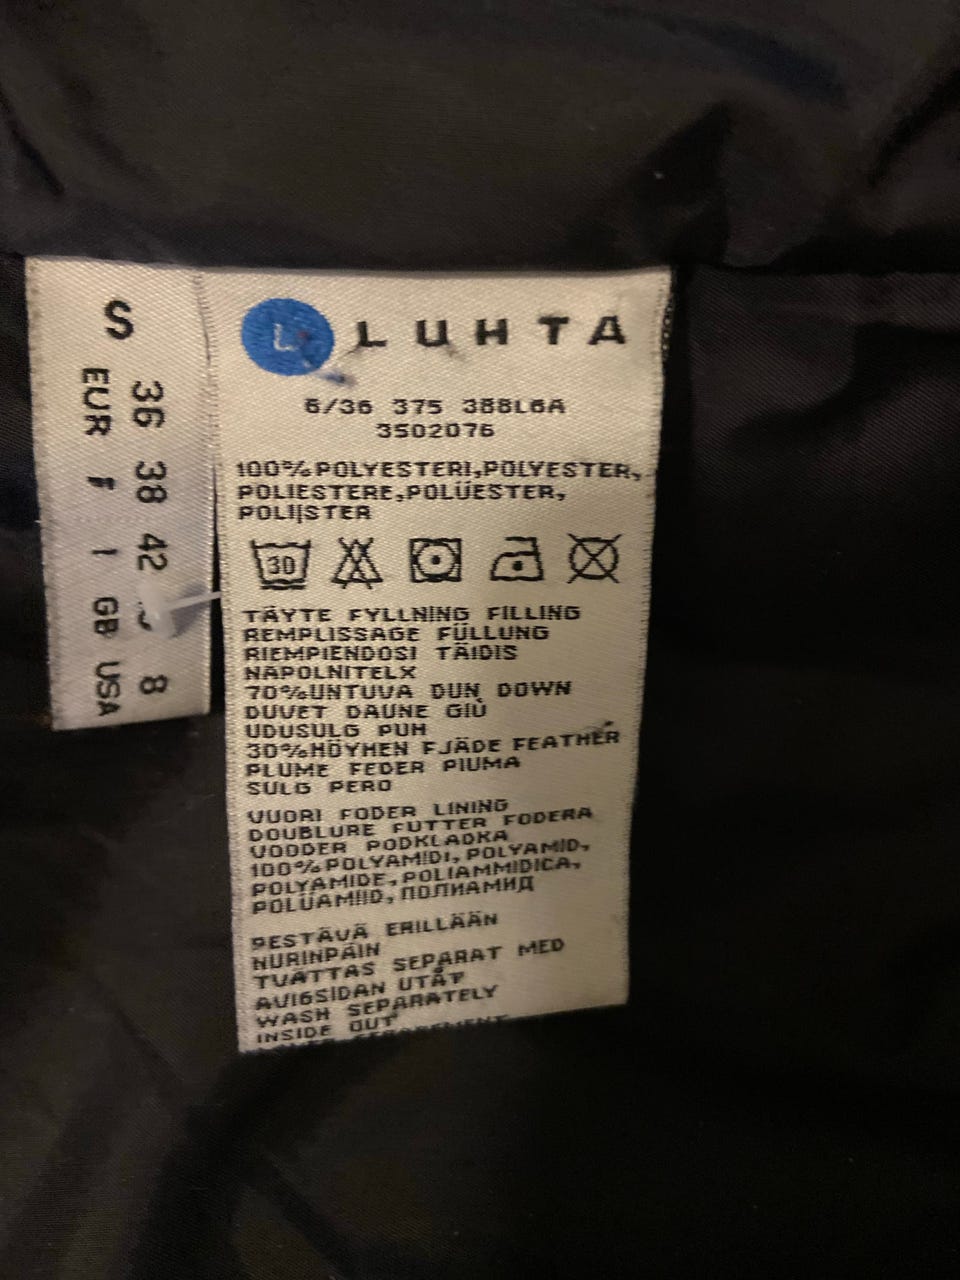 S
EUR 36
F 38
I 42
GB
USA 8
L LUHTA
6/36 375 388L6A
3502076
100%POLYESTERI,POLYESTER,
POLIESTERE,POLÜESTER,
POLIISTER
30
TÄYTE FYLLNING FILLING
REMPLISSAGE FÜLLUNG
RIEMPIENDOSI TÄIDIS
NAPOLNITELX
70%UNTUVA DUN DOWN
DUVET DAUNE GIÙ
UDUSULG PUH
30%HÖYHEN FJÄDE FEATHER
PLUME FEDER PIUMA
SULG PERO
VUORI FODER LINING
DOUBLURE FUTTER FODERA
VOODER PODKLADKA
100%POLYAMIDI, POLYAMID,
POLYAMIDE, POLIAMMIDICA,
POLÜAMIID, ПОЛИАМИД
PESTÄVÄ ERILLÄÄN
NURINPÄIN
TVÄTTAS SEPARAT MED
AVIGSIDAN UTÅT
WASH SEPARATELY
INSIDE OUT